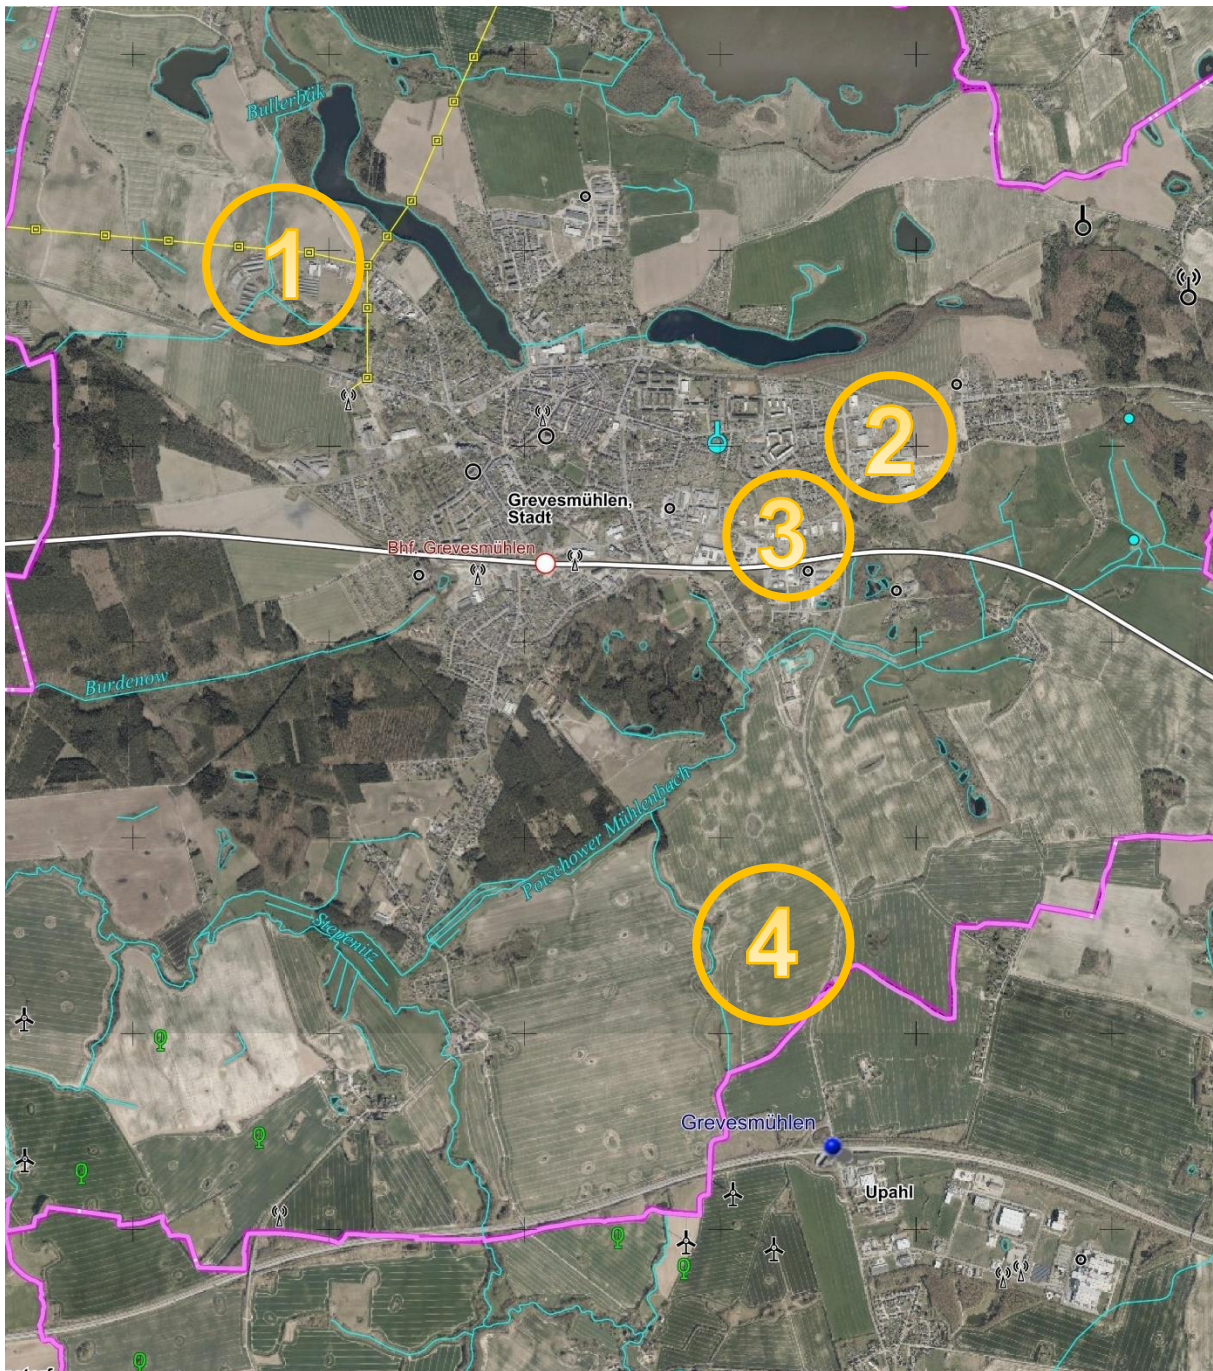 Bullerbäk
1
2
Grevesmühlen,
Stadt
3
Bhf. Grevesmühlen
Burdenow
Poischower Mühlenbach
Stepenitz
4
Grevesmühlen
Upahl